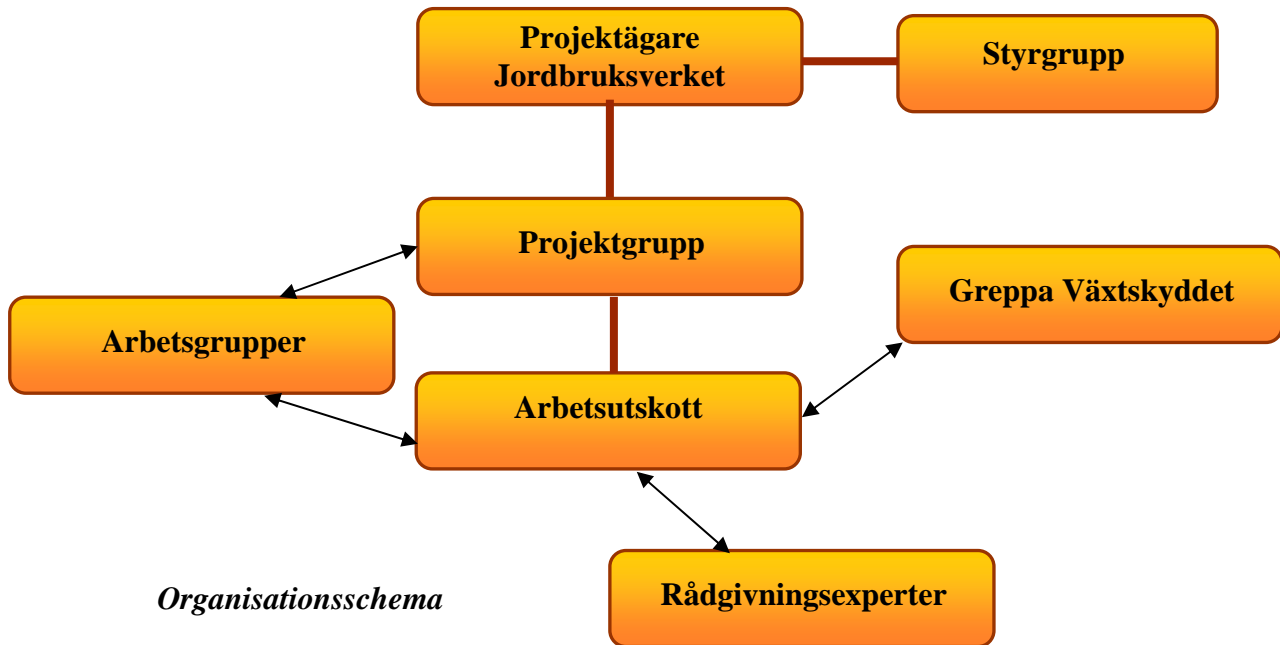 Projektägare
Jordbruksverket
Styrgrupp
Projektgrupp
Greppa Växtskyddet
Arbetsgrupper
Arbetsutskott
Rådgivningsexperter
Organisationsschema